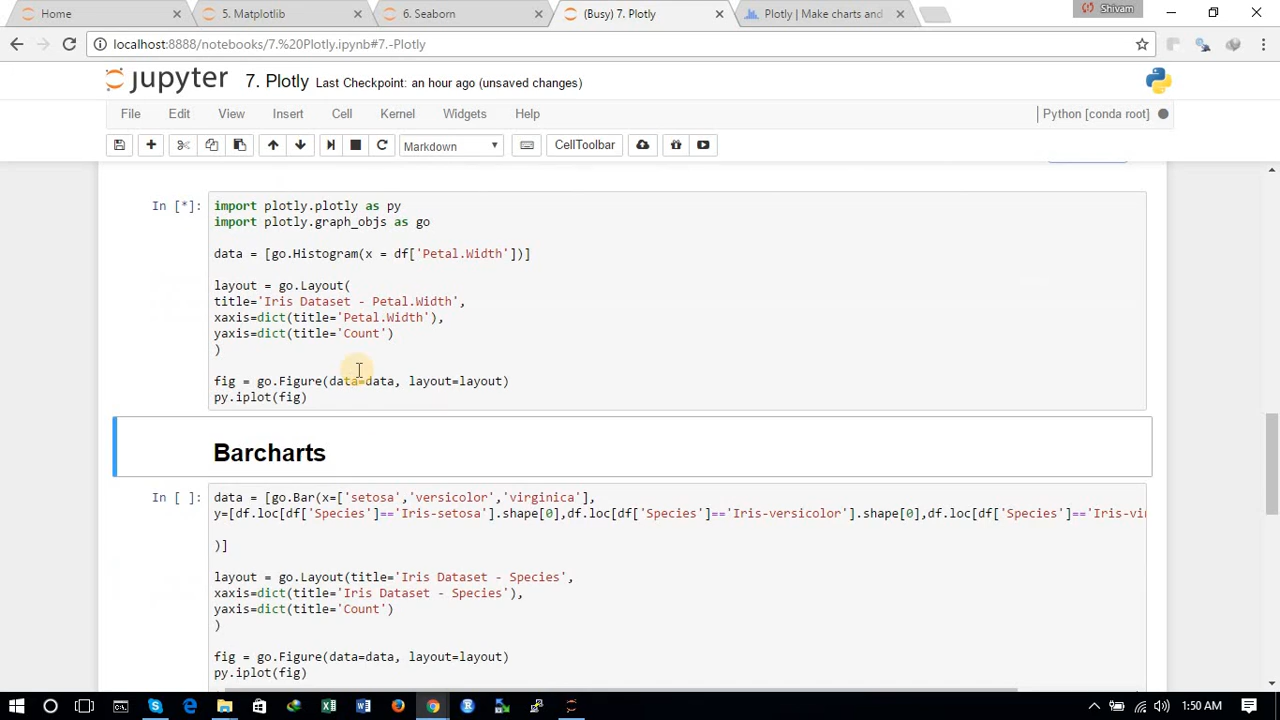 Home
5. Matplotlib
6. Seaborn
(Busy) 7. Plotly
Plotly | Make charts and
Shivam
localhost:8888/notebooks/7.%20Plotly.ipynb#7.-Plotly
jupyter 7. Plotly Last Checkpoint: an hour ago (unsaved changes)
File Edit View Insert Cell Kernel Widgets Help
Python [conda root]
Markdown
CellToolbar
In [*]:
import plotly.plotly as py
import plotly.graph_objs as go
data = [go.Histogram(x = df['Petal.Width'])]
layout = go.Layout(
title='Iris Dataset - Petal.Width',
xaxis=dict(title='Petal.Width'),
yaxis=dict(title='Count')
)
fig = go.Figure(data=data, layout=layout)
py.iplot(fig)
Barcharts
In [ ]:
data = [go.Bar(x=['setosa','versicolor','virginica'],
y=[df.loc[df['Species']=='Iris-setosa'].shape[0],df.loc[df['Species']=='Iris-versicolor'].shape[0],df.loc[df['Species']=='Iris-vi
)]
layout = go.Layout(title='Iris Dataset - Species',
xaxis=dict(title='Iris Dataset - Species'),
yaxis=dict(title='Count')
)
fig = go.Figure(data=data, layout=layout)
py.iplot(fig)
1:50 AM